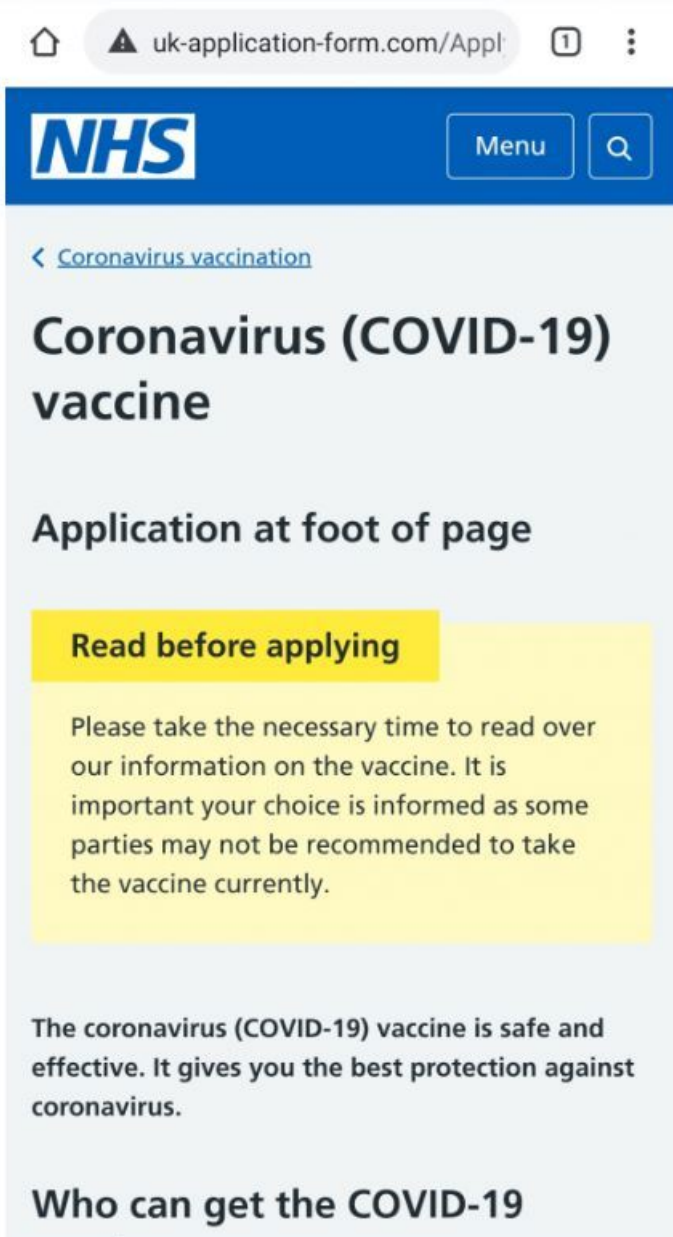 uk-application-form.com/Appl
1
NHS
Menu
Coronavirus vaccination
Coronavirus (COVID-19)
vaccine
Application at foot of page
Read before applying
Please take the necessary time to read over
our information on the vaccine. It is
important your choice is informed as some
parties may not be recommended to take
the vaccine currently.
The coronavirus (COVID-19) vaccine is safe and
effective. It gives you the best protection against
coronavirus.
Who can get the COVID-19